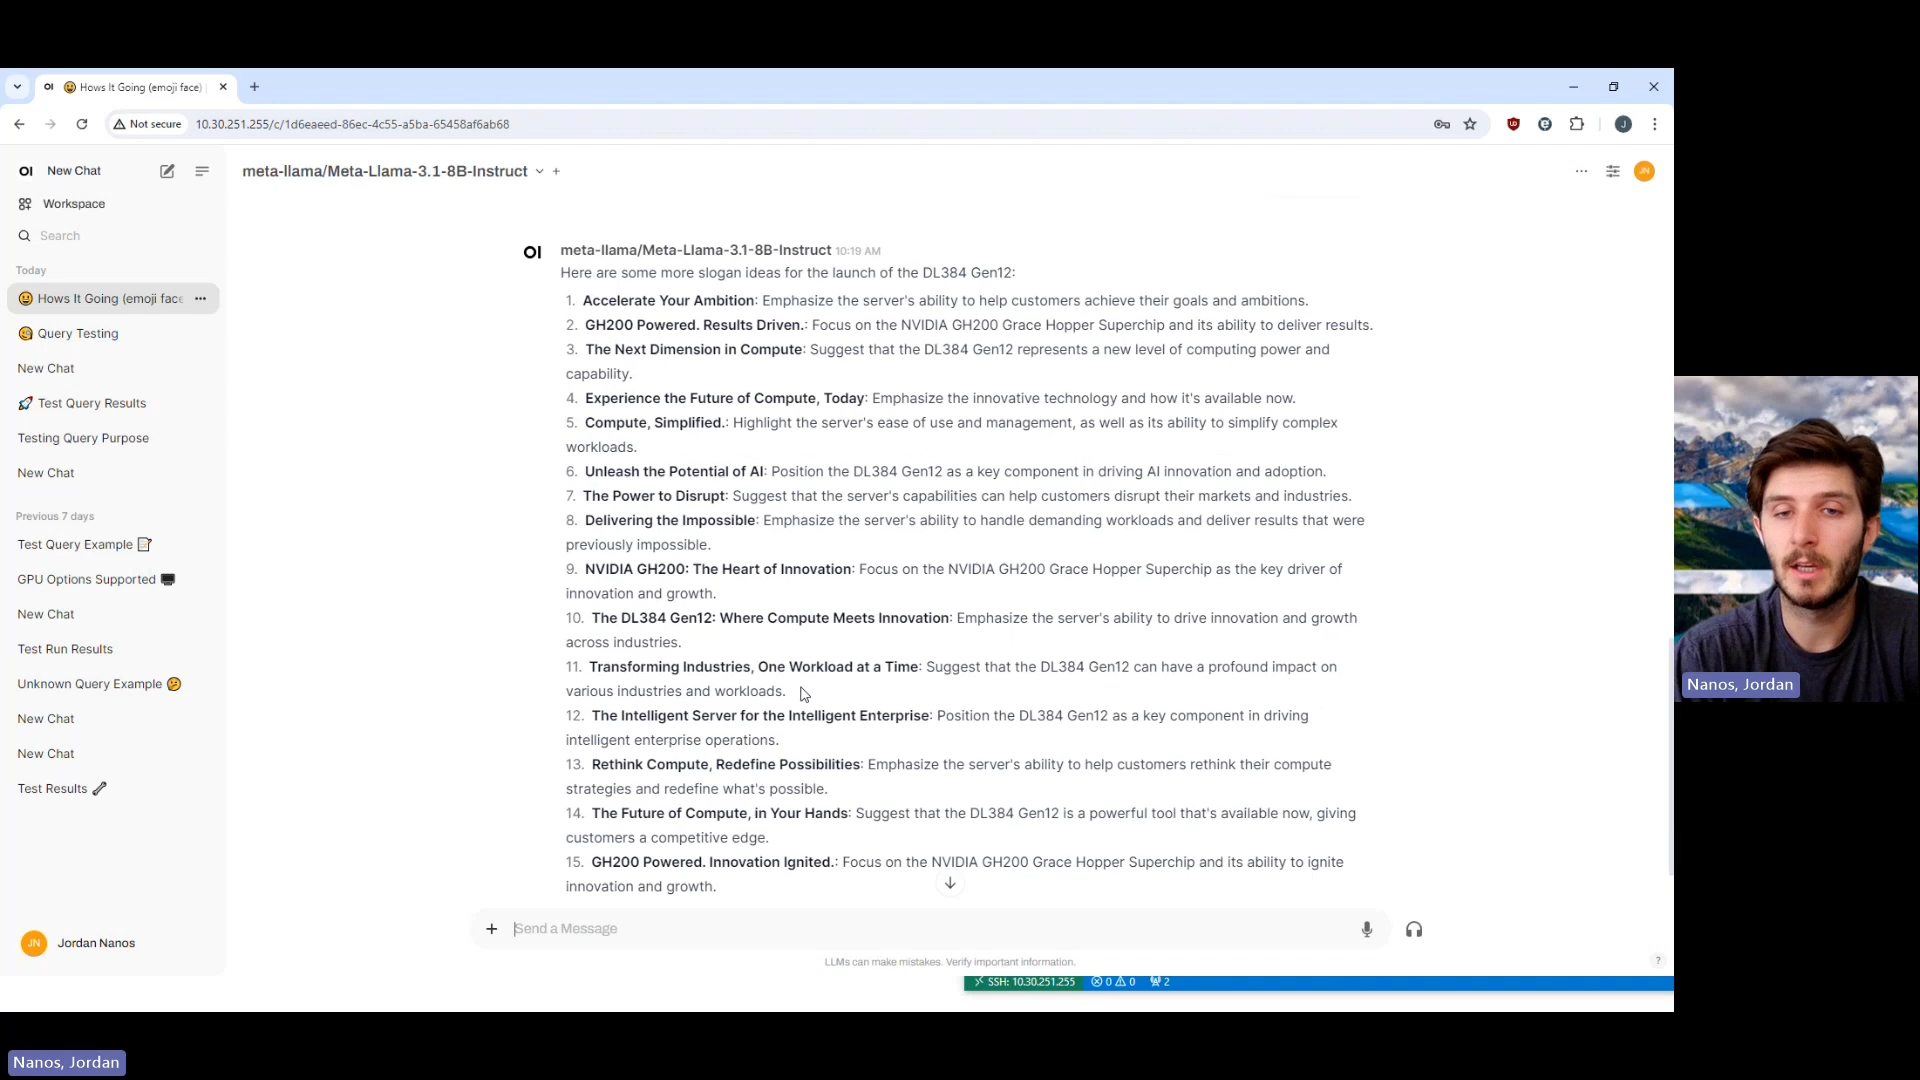 OI Hows It Going (emoji face)
Not secure 10.30.251.255/c/1d6eaeed-86ec-4c55-a5ba-65458af6ab68
J
OI New Chat
Workspace
Search
Today
Hows It Going (emoji face
Query Testing
New Chat
Test Query Results
Testing Query Purpose
New Chat
Previous 7 days
Test Query Example
GPU Options Supported
New Chat
Test Run Results
Unknown Query Example
New Chat
New Chat
Test Results
JN Jordan Nanos
meta-llama/Meta-Llama-3.1-8B-Instruct
JN
OI meta-llama/Meta-Llama-3.1-8B-Instruct 10:19 AM
Here are some more slogan ideas for the launch of the DL384 Gen12:
1. Accelerate Your Ambition: Emphasize the server's ability to help customers achieve their goals and ambitions.
2. GH200 Powered. Results Driven.: Focus on the NVIDIA GH200 Grace Hopper Superchip and its ability to deliver results.
3. The Next Dimension in Compute: Suggest that the DL384 Gen12 represents a new level of computing power and
capability.
4. Experience the Future of Compute, Today: Emphasize the innovative technology and how it's available now.
5. Compute, Simplified.: Highlight the server's ease of use and management, as well as its ability to simplify complex
workloads.
6. Unleash the Potential of AI: Position the DL384 Gen12 as a key component in driving AI innovation and adoption.
7. The Power to Disrupt: Suggest that the server's capabilities can help customers disrupt their markets and industries.
8. Delivering the Impossible: Emphasize the server's ability to handle demanding workloads and deliver results that were
previously impossible.
9. NVIDIA GH200: The Heart of Innovation: Focus on the NVIDIA GH200 Grace Hopper Superchip as the key driver of
innovation and growth.
10. The DL384 Gen12: Where Compute Meets Innovation: Emphasize the server's ability to drive innovation and growth
across industries.
11. Transforming Industries, One Workload at a Time: Suggest that the DL384 Gen12 can have a profound impact on
various industries and workloads.
12. The Intelligent Server for the Intelligent Enterprise: Position the DL384 Gen12 as a key component in driving
intelligent enterprise operations.
13. Rethink Compute, Redefine Possibilities: Emphasize the server's ability to help customers rethink their compute
strategies and redefine what's possible.
14. The Future of Compute, in Your Hands: Suggest that the DL384 Gen12 is a powerful tool that's available now, giving
customers a competitive edge.
15. GH200 Powered. Innovation Ignited.: Focus on the NVIDIA GH200 Grace Hopper Superchip and its ability to ignite
innovation and growth.
Send a Message
LLMs can make mistakes. Verify important information.
?
SSH: 10.30.251.255 0 0 2
Nanos, Jordan
Nanos, Jordan